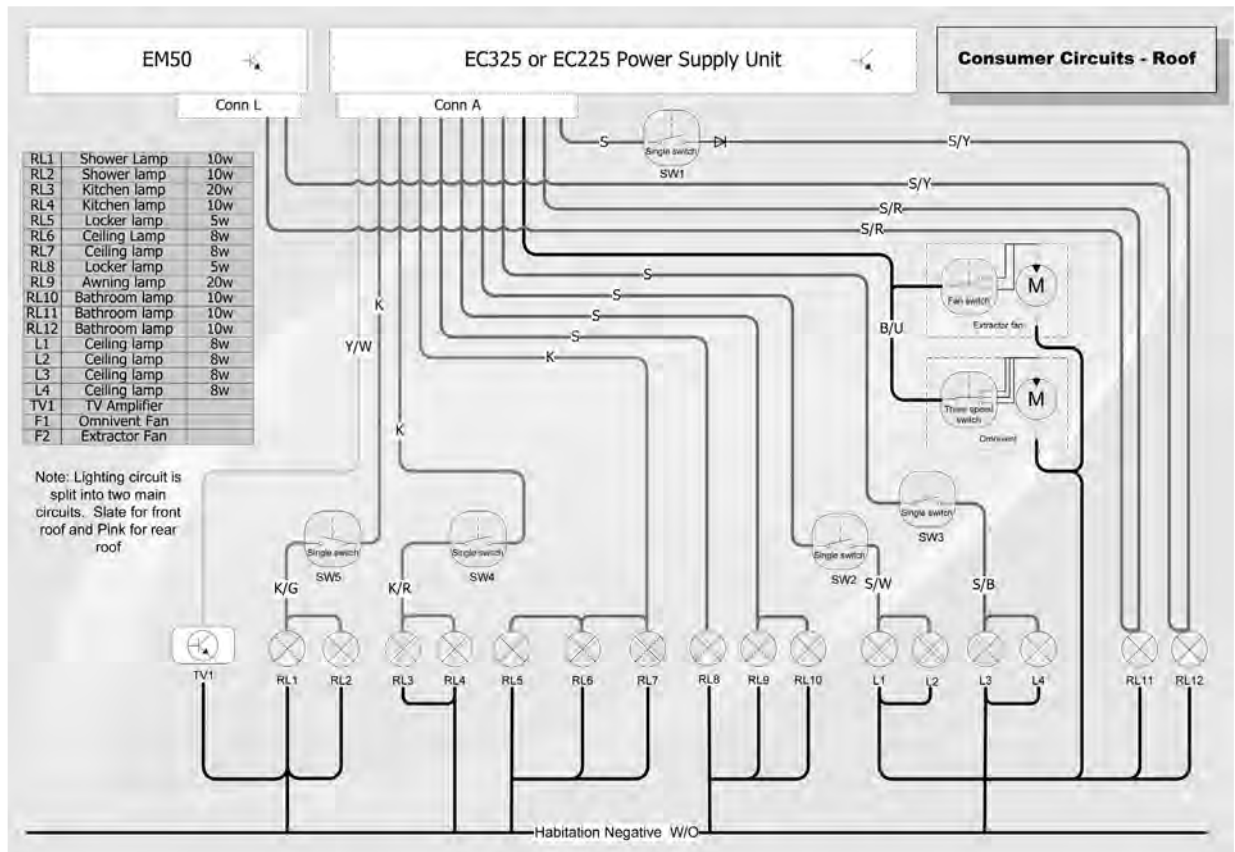 EM50
EC325 or EC225 Power Supply Unit
Consumer Circuits - Roof
Conn L
Conn A
RL1 Shower Lamp 10w
RL2 Shower lamp 10w
RL3 Kitchen lamp 20w
RL4 Kitchen lamp 10w
RL5 Locker lamp 5w
RL6 Ceiling Lamp 8w
RL7 Ceiling lamp 8w
RL8 Locker lamp 5w
RL9 Awning lamp 20w
RL10 Bathroom lamp 10w
RL11 Bathroom lamp 10w
RL12 Bathroom lamp 10w
L1 Ceiling lamp 8w
L2 Ceiling lamp 8w
L3 Ceiling lamp 8w
L4 Ceiling lamp 8w
TV1 TV Amplifier
F1 Omnivent Fan
F2 Extractor Fan
Note: Lighting circuit is
split into two main
circuits. Slate for front
roof and Pink for rear
roof
S
Single switch
SW1
S/Y
S/Y
S/R
S/R
S
S
S
S
K
K
Y/W
K
B/U
Fan switch
M
Extractor fan
Three speed
switch
M
Omnivent
Single switch
SW5
Single switch
SW4
Single switch
SW2
Single switch
SW3
K/G
K/R
S/W
S/B
TV1
RL1
RL2
RL3
RL4
RL5
RL6
RL7
RL8
RL9
RL10
L1
L2
L3
L4
RL11
RL12
Habitation Negative W/O